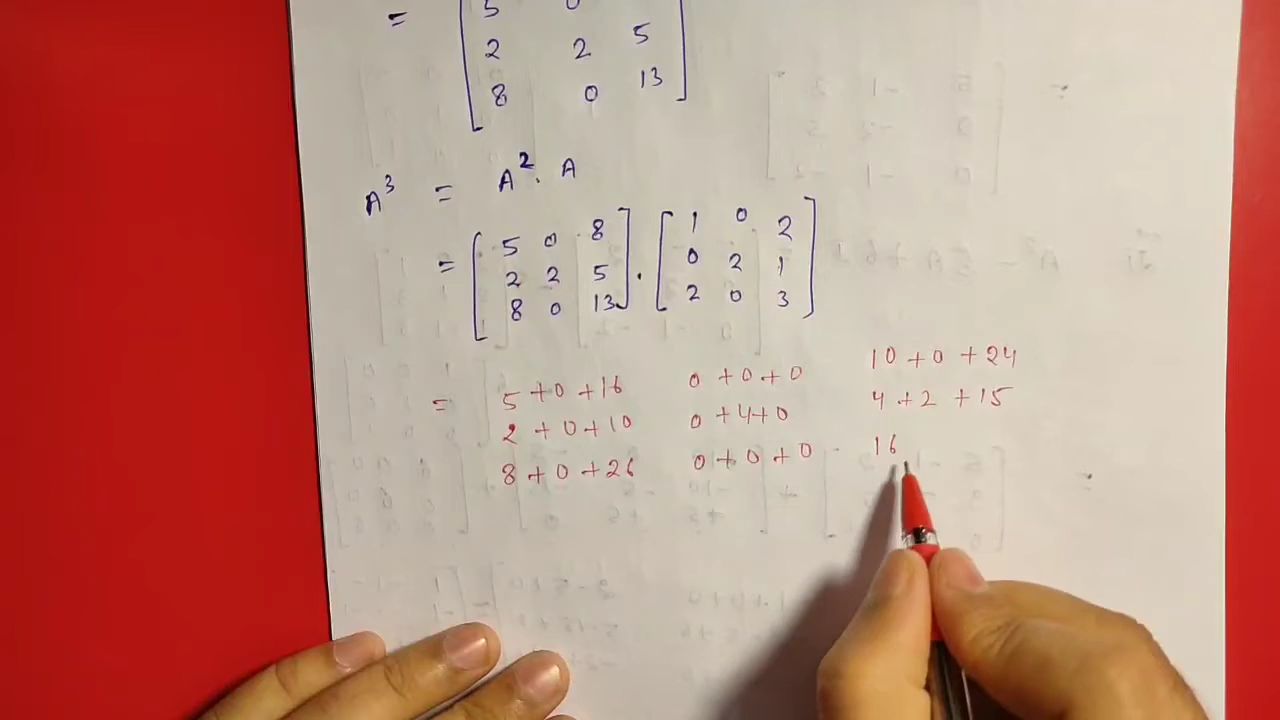 = [ 5 0
2 2 5
8 0 13 ]
A³ = A² . A
= [ 5 0 8 ] . [ 1 0 2 ]
2 2 5 0 2 1
8 0 13 2 0 3
= 5+0+16 0+0+0 10+0+24
2+0+10 0+4+0 4+2+15
8+0+26 0+0+0 16